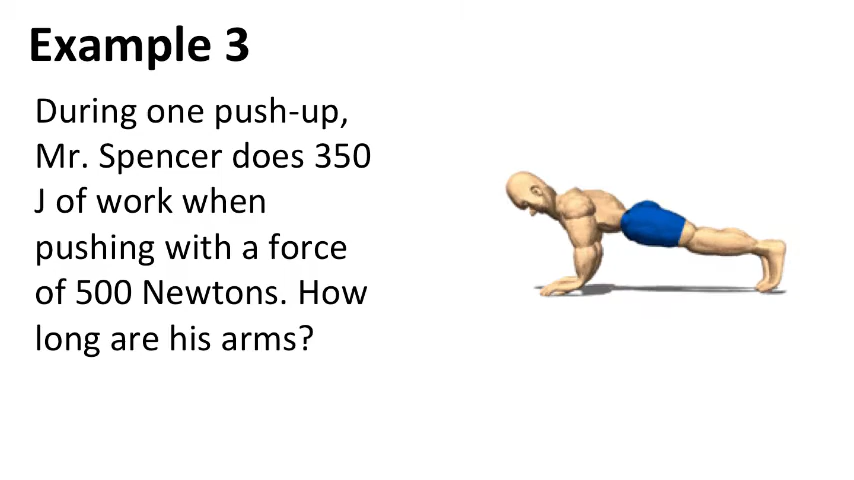 Example 3
During one push-up,
Mr. Spencer does 350
J of work when
pushing with a force
of 500 Newtons. How
long are his arms?